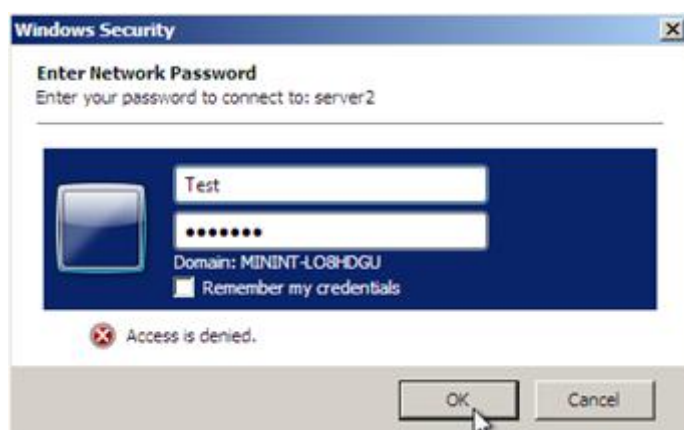 Windows Security
Enter Network Password
Enter your password to connect to: server2
Test
•••••••
Domain: MININT-LO8HDGU
Remember my credentials
Access is denied.
OK
Cancel